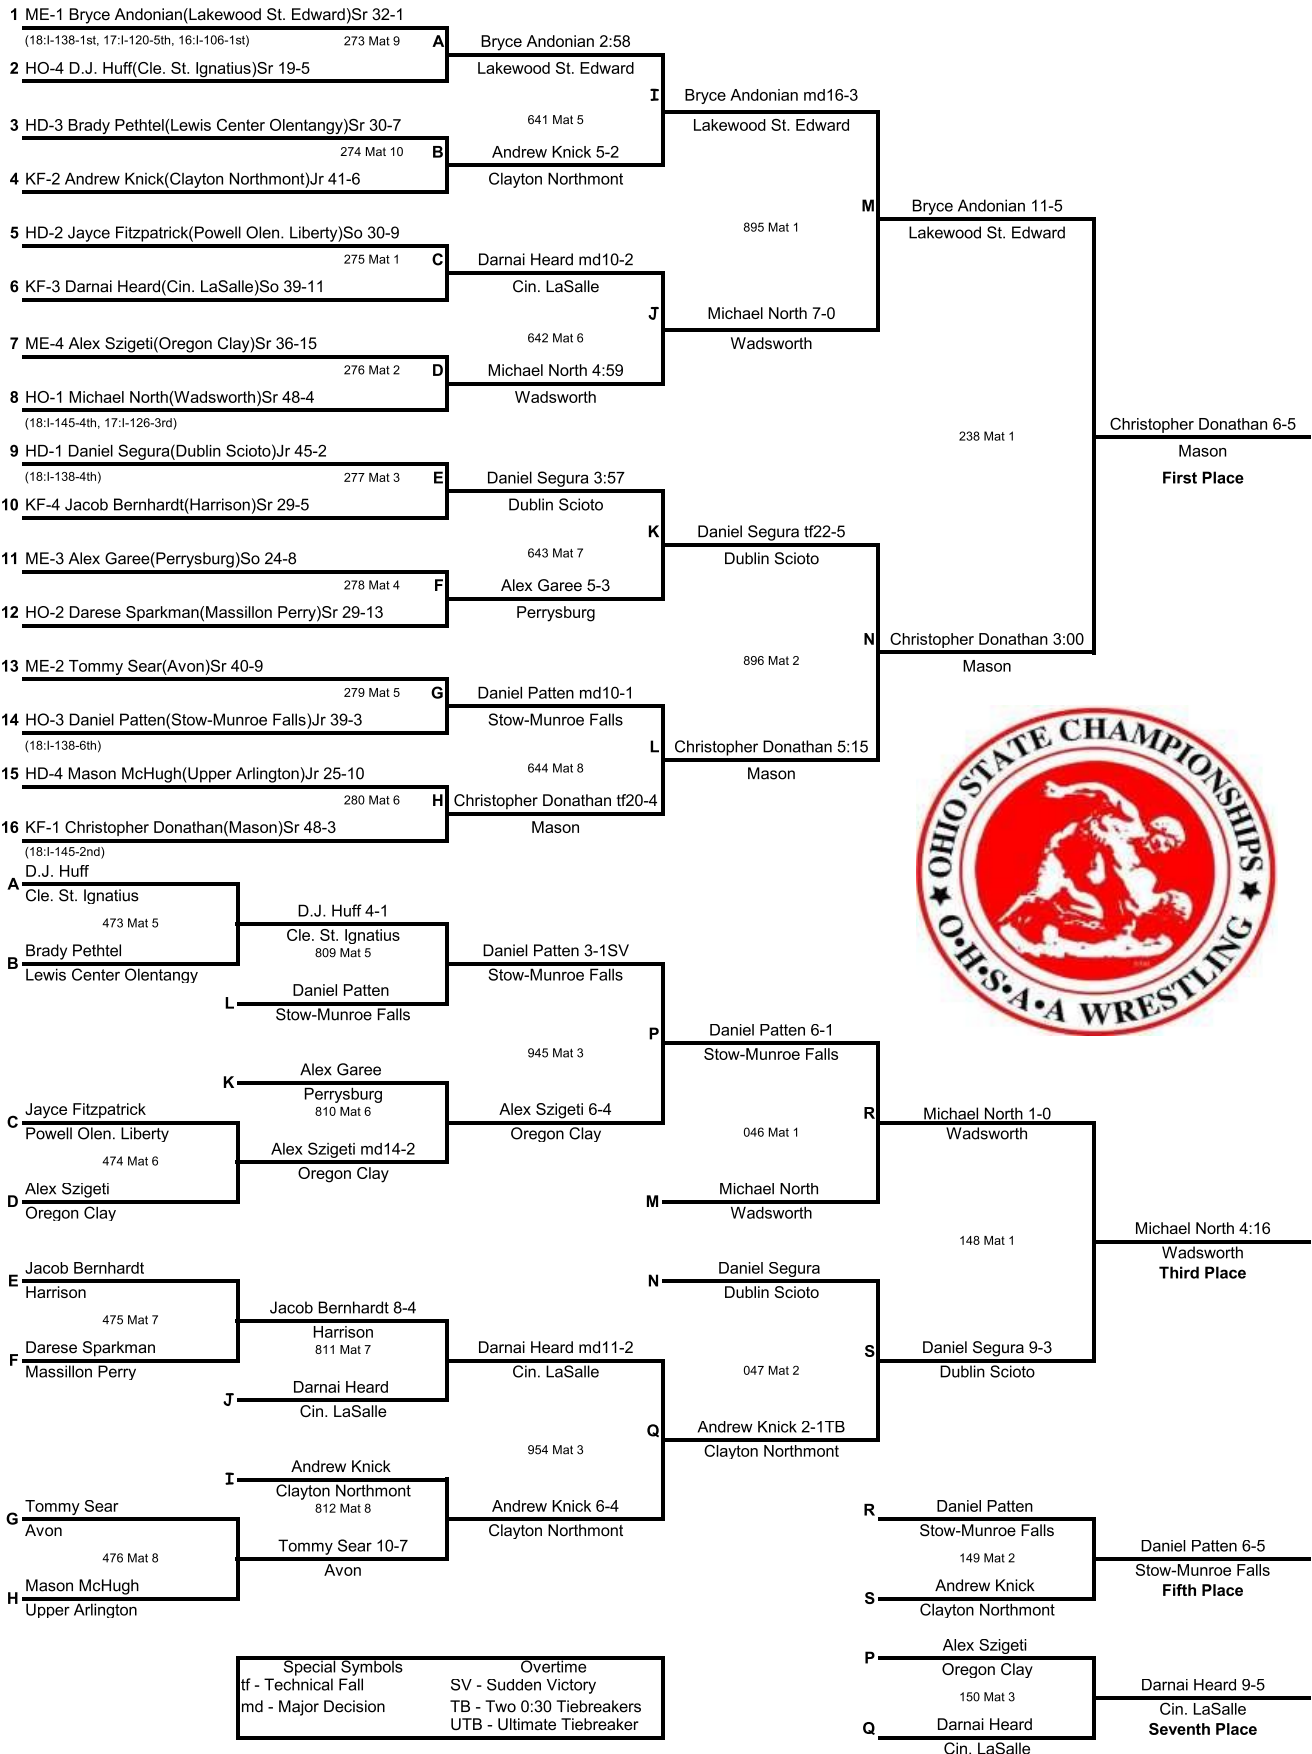 1 ME-1 Bryce Andonian(Lakewood St. Edward)Sr 32-1
(18:I-138-1st, 17:I-120-5th, 16:I-106-1st)
273 Mat 9
A
2 HO-4 D.J. Huff(Cle. St. Ignatius)Sr 19-5
3 HD-3 Brady Pethtel(Lewis Center Olentangy)Sr 30-7
274 Mat 10
B
4 KF-2 Andrew Knick(Clayton Northmont)Jr 41-6
5 HD-2 Jayce Fitzpatrick(Powell Olen. Liberty)So 30-9
275 Mat 1
C
6 KF-3 Darnai Heard(Cin. LaSalle)So 39-11
7 ME-4 Alex Szigeti(Oregon Clay)Sr 36-15
276 Mat 2
D
8 HO-1 Michael North(Wadsworth)Sr 48-4
(18:I-145-4th, 17:I-126-3rd)
9 HD-1 Daniel Segura(Dublin Scioto)Jr 45-2
(18:I-138-4th)
277 Mat 3
E
10 KF-4 Jacob Bernhardt(Harrison)Sr 29-5
11 ME-3 Alex Garee(Perrysburg)So 24-8
278 Mat 4
F
12 HO-2 Darese Sparkman(Massillon Perry)Sr 29-13
13 ME-2 Tommy Sear(Avon)Sr 40-9
279 Mat 5
G
14 HO-3 Daniel Patten(Stow-Munroe Falls)Jr 39-3
(18:I-138-6th)
15 HD-4 Mason McHugh(Upper Arlington)Jr 25-10
280 Mat 6
H
16 KF-1 Christopher Donathan(Mason)Sr 48-3
(18:I-145-2nd)
Bryce Andonian 2:58
Lakewood St. Edward
I
641 Mat 5
Andrew Knick 5-2
Clayton Northmont
Darnai Heard md10-2
Cin. LaSalle
J
642 Mat 6
Michael North 4:59
Wadsworth
Daniel Segura 3:57
Dublin Scioto
K
643 Mat 7
Alex Garee 5-3
Perrysburg
Daniel Patten md10-1
Stow-Munroe Falls
L
644 Mat 8
Christopher Donathan tf20-4
Mason
Bryce Andonian md16-3
Lakewood St. Edward
M
895 Mat 1
Michael North 7-0
Wadsworth
Daniel Segura tf22-5
Dublin Scioto
N
896 Mat 2
Christopher Donathan 5:15
Mason
Bryce Andonian 11-5
Lakewood St. Edward
238 Mat 1
Christopher Donathan 3:00
Mason
Christopher Donathan 6-5
Mason
First Place
OHIO STATE CHAMPIONSHIPS
★ O•H•S•A•A WRESTLING ★
A
D.J. Huff
Cle. St. Ignatius
473 Mat 5
B
Brady Pethtel
Lewis Center Olentangy
C
Jayce Fitzpatrick
Powell Olen. Liberty
474 Mat 6
D
Alex Szigeti
Oregon Clay
E
Jacob Bernhardt
Harrison
475 Mat 7
F
Darese Sparkman
Massillon Perry
G
Tommy Sear
Avon
476 Mat 8
H
Mason McHugh
Upper Arlington
D.J. Huff 4-1
Cle. St. Ignatius
809 Mat 5
L
Daniel Patten
Stow-Munroe Falls
K
Alex Garee
Perrysburg
810 Mat 6
Alex Szigeti md14-2
Oregon Clay
Jacob Bernhardt 8-4
Harrison
811 Mat 7
J
Darnai Heard
Cin. LaSalle
I
Andrew Knick
Clayton Northmont
812 Mat 8
Tommy Sear 10-7
Avon
Daniel Patten 3-1SV
Stow-Munroe Falls
P
945 Mat 3
Alex Szigeti 6-4
Oregon Clay
Darnai Heard md11-2
Cin. LaSalle
Q
954 Mat 3
Andrew Knick 6-4
Clayton Northmont
Daniel Patten 6-1
Stow-Munroe Falls
R
046 Mat 1
M
Michael North
Wadsworth
N
Daniel Segura
Dublin Scioto
S
047 Mat 2
Andrew Knick 2-1TB
Clayton Northmont
Michael North 1-0
Wadsworth
148 Mat 1
Daniel Segura 9-3
Dublin Scioto
Michael North 4:16
Wadsworth
Third Place
R
Daniel Patten
Stow-Munroe Falls
149 Mat 2
S
Andrew Knick
Clayton Northmont
Daniel Patten 6-5
Stow-Munroe Falls
Fifth Place
P
Alex Szigeti
Oregon Clay
150 Mat 3
Q
Darnai Heard
Cin. LaSalle
Darnai Heard 9-5
Cin. LaSalle
Seventh Place
Special Symbols
tf - Technical Fall
md - Major Decision
Overtime
SV - Sudden Victory
TB - Two 0:30 Tiebreakers
UTB - Ultimate Tiebreaker